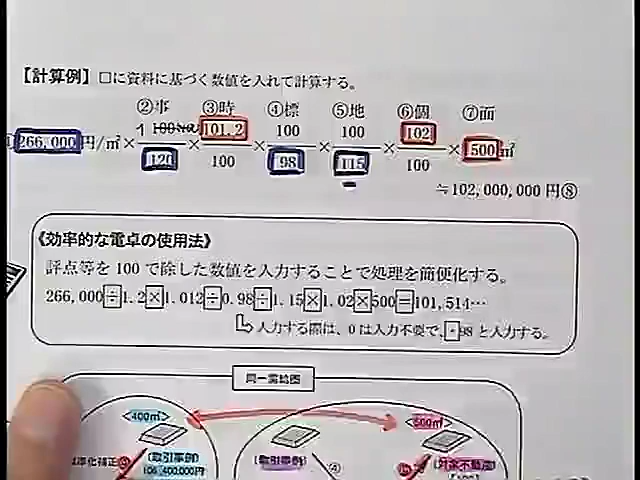 【計算例】□に資料に基づく数値を入れて計算する。
②事 ③時 ④標 ⑤地 ⑥個 ⑦面
266,000円/㎡× 1 100/120 × 101.2/100 × 100/98 × 100/115 × 102/100 × 500㎡
≒102,000,000円⑧
《効率的な電卓の使用法》
評点等を100で除した数値を入力することで処理を簡便化する。
266,000÷1.2×1.012÷0.98÷1.15×1.02×500=101,514…
入力する際は、0は入力不要で、・98と入力する。
同一需給圏
<400㎡> <500㎡>
(取引事例) (取引事例) ④ (対象不動産)
106,400,000円